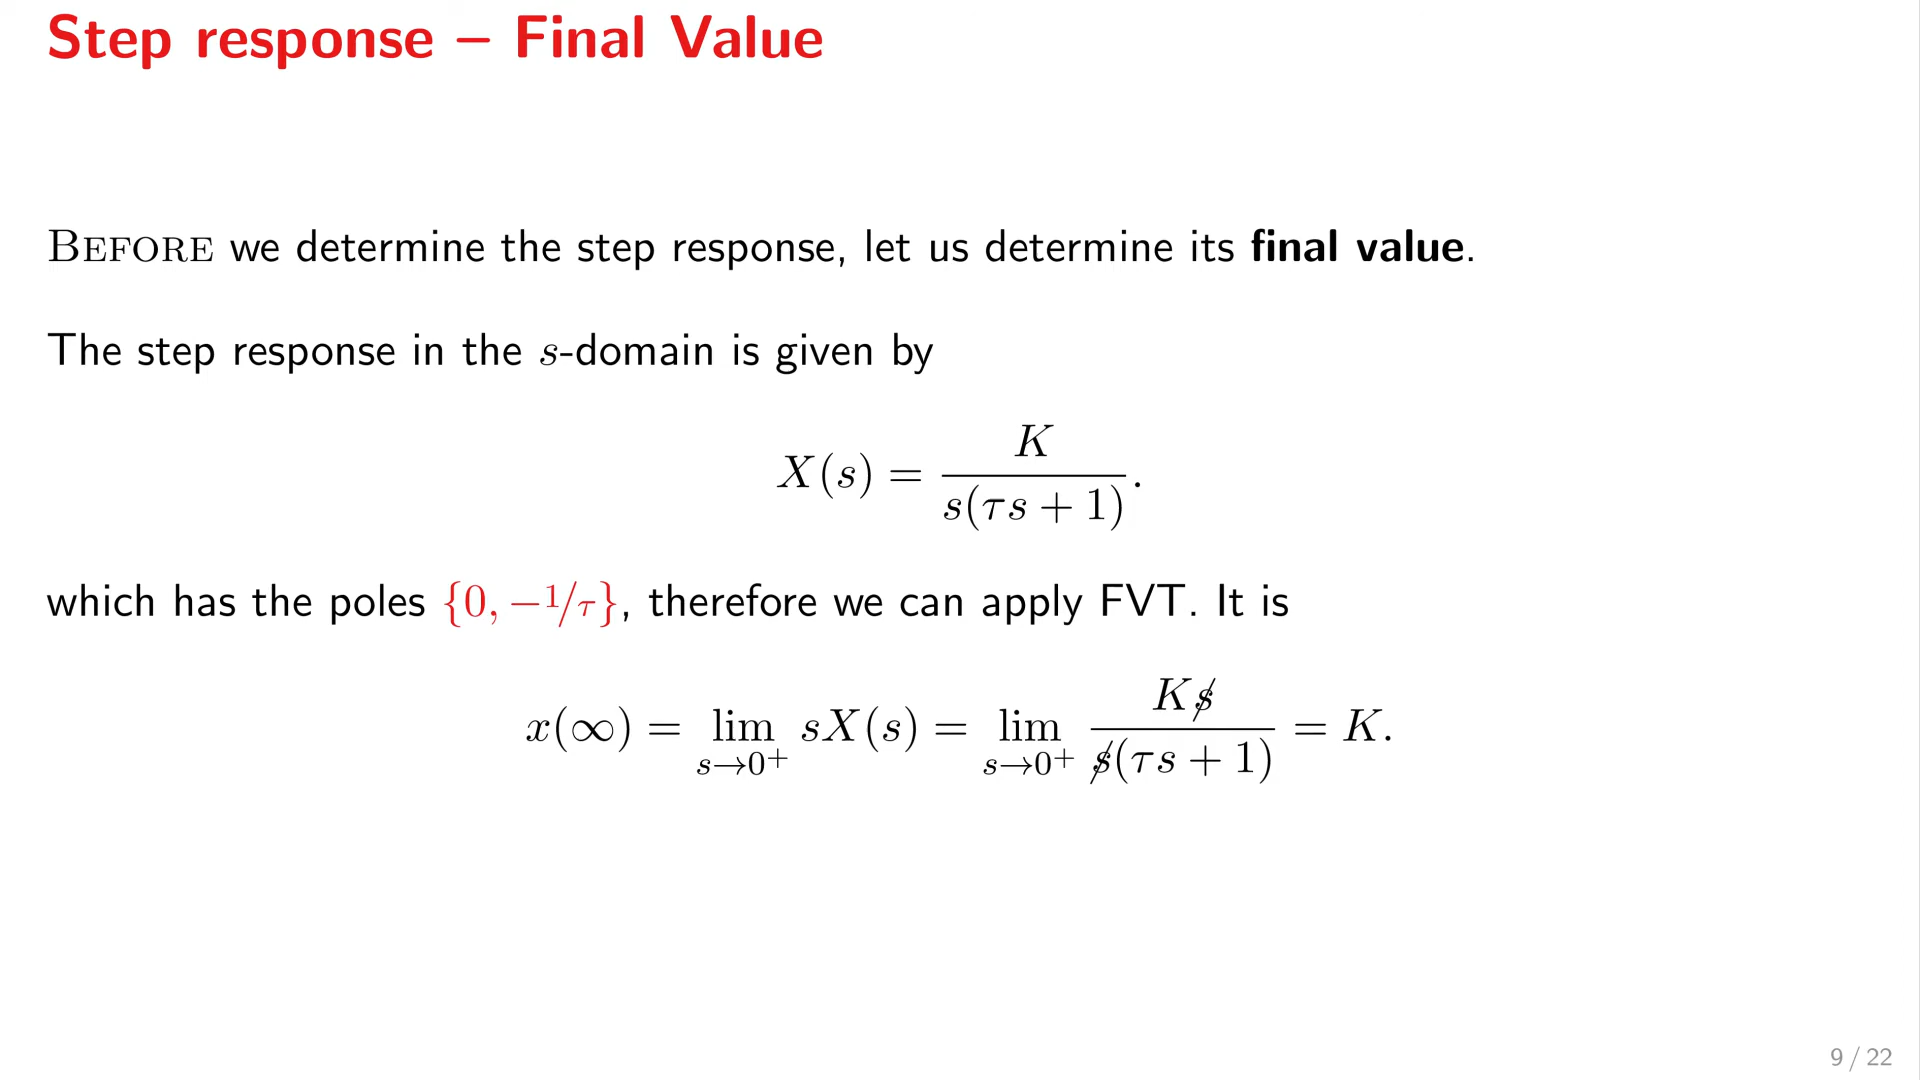 Step response – Final Value
Before we determine the step response, let us determine its final value.
The step response in the s-domain is given by
X(s) = K / s(τs + 1).
which has the poles {0, −1/τ}, therefore we can apply FVT. It is
x(∞) = lim s→0⁺ sX(s) = lim s→0⁺ Ks / s(τs + 1) = K.
9 / 22